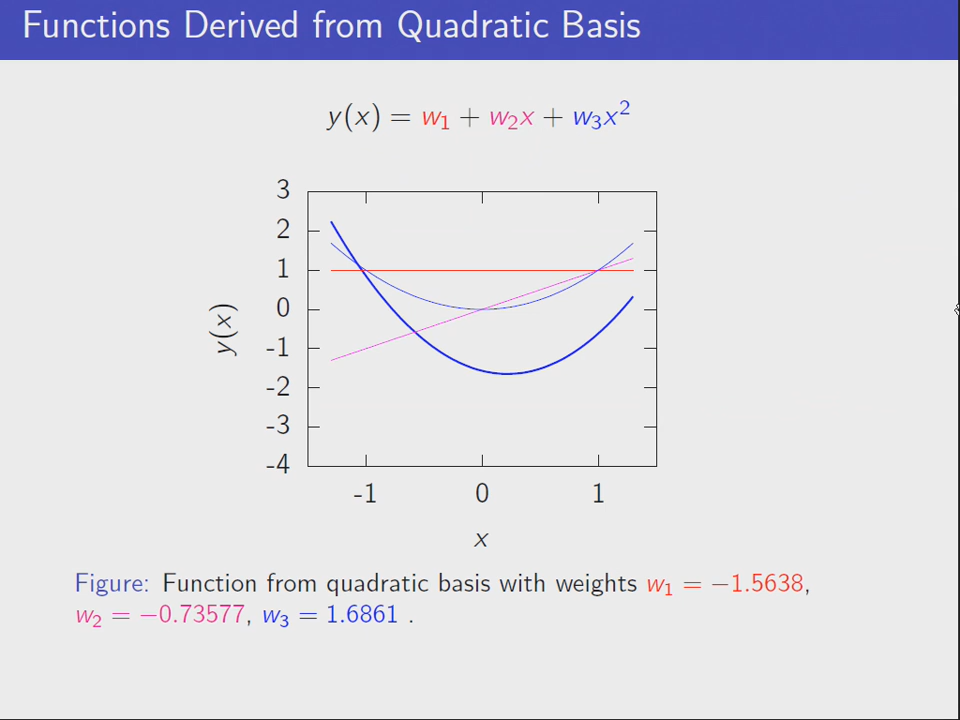 Functions Derived from Quadratic Basis
y(x) = w₁ + w₂x + w₃x²
3
2
1
0
-1
-2
-3
-4
y(x)
-1 0 1
x
Figure: Function from quadratic basis with weights w₁ = −1.5638,
w₂ = −0.73577, w₃ = 1.6861 .